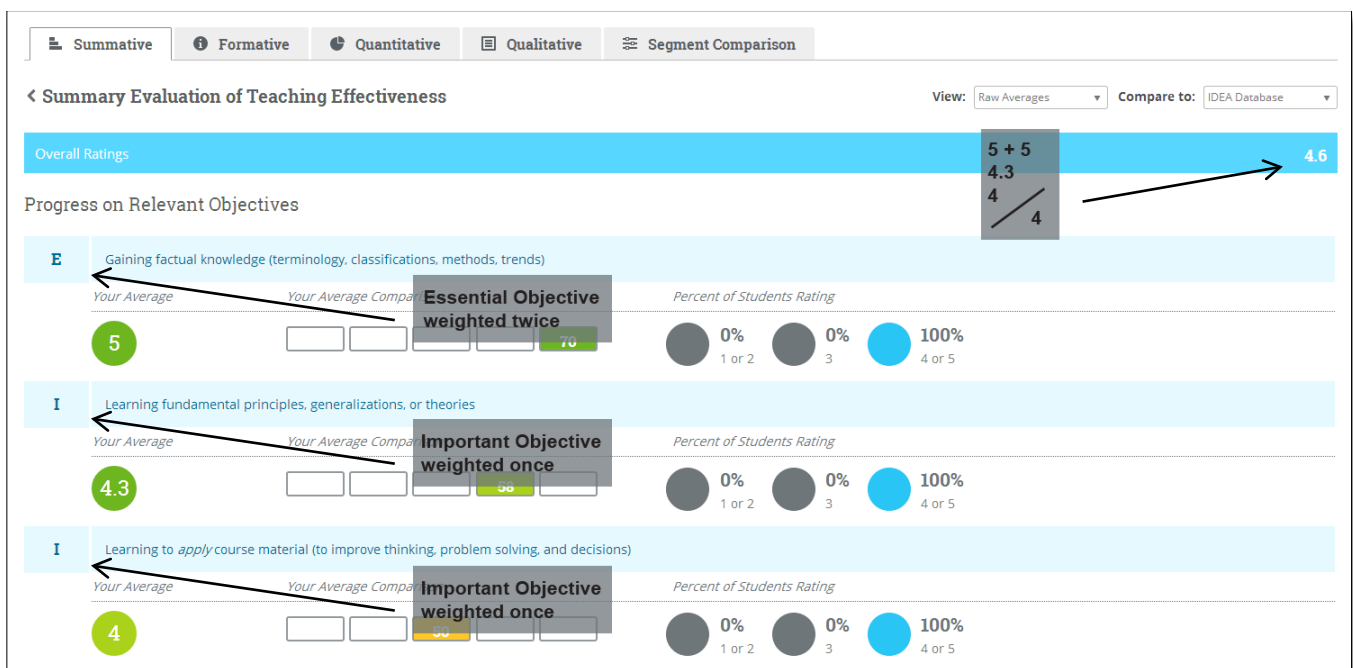 Summative Formative Quantitative Qualitative Segment Comparison
< Summary Evaluation of Teaching Effectiveness View: Raw Averages Compare to: IDEA Database
Overall Ratings 4.6
5 + 5
4.3
4
4
Progress on Relevant Objectives
E Gaining factual knowledge (terminology, classifications, methods, trends)
Your Average Your Average Percent of Students Rating
Essential Objective
weighted twice
5 70 0% 0% 100%
1 or 2 3 4 or 5
I Learning fundamental principles, generalizations, or theories
Your Average Your Average Percent of Students Rating
Important Objective
weighted once
4.3 58 0% 0% 100%
1 or 2 3 4 or 5
I Learning to apply course material (to improve thinking, problem solving, and decisions)
Your Average Your Average Percent of Students Rating
Important Objective
weighted once
4 50 0% 0% 100%
1 or 2 3 4 or 5